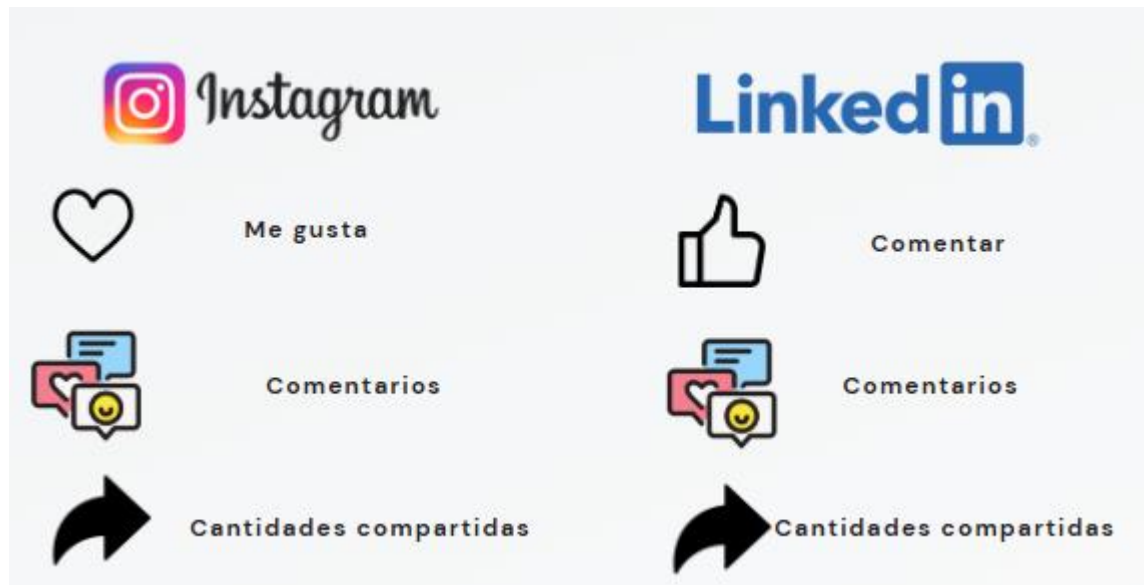 Instagram
LinkedIn
Me gusta
Comentar
Comentarios
Comentarios
Cantidades compartidas
Cantidades compartidas